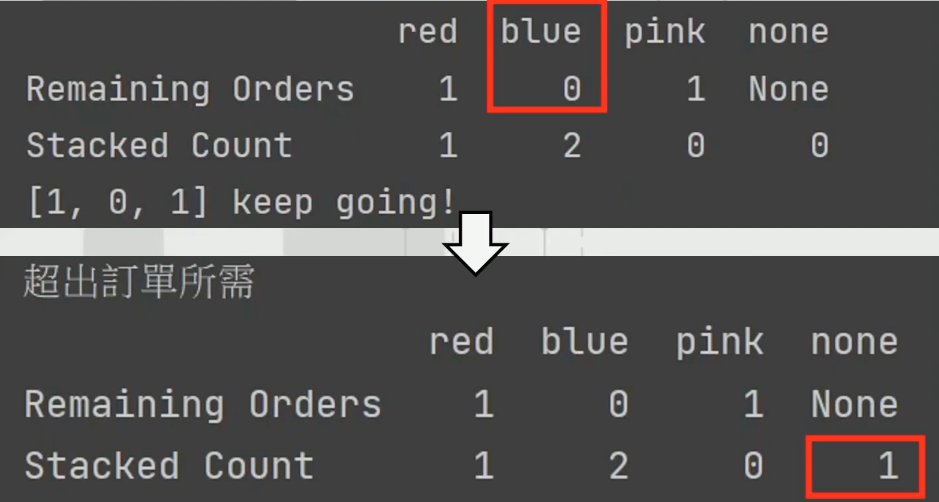 red blue pink none
Remaining Orders 1 0 1 None
Stacked Count 1 2 0 0
[1, 0, 1] keep going!
超出訂單所需
red blue pink none
Remaining Orders 1 0 1 None
Stacked Count 1 2 0 1